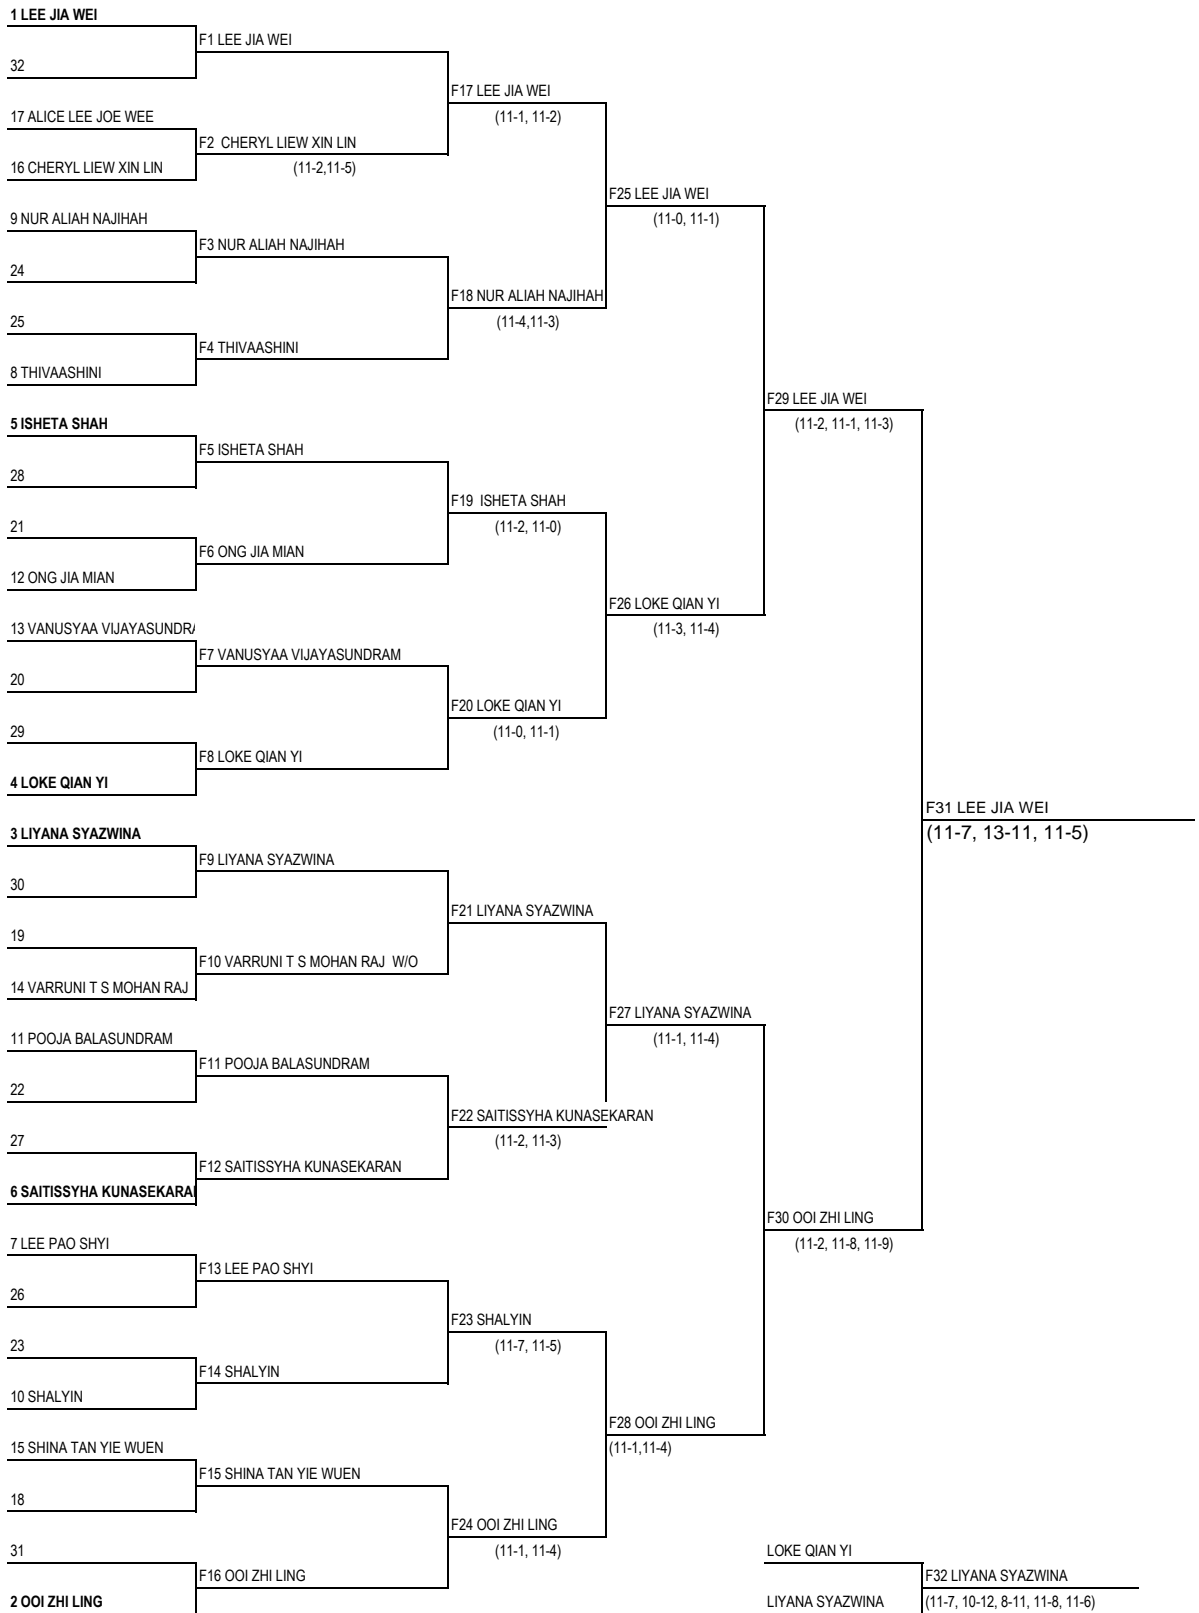 1 LEE JIA WEI
F1 LEE JIA WEI
32
F17 LEE JIA WEI
(11-1, 11-2)
17 ALICE LEE JOE WEE
F2 CHERYL LIEW XIN LIN
(11-2,11-5)
16 CHERYL LIEW XIN LIN
F25 LEE JIA WEI
(11-0, 11-1)
9 NUR ALIAH NAJIHAH
F3 NUR ALIAH NAJIHAH
24
F18 NUR ALIAH NAJIHAH
(11-4,11-3)
25
F4 THIVAASHINI
8 THIVAASHINI
F29 LEE JIA WEI
(11-2, 11-1, 11-3)
5 ISHETA SHAH
F5 ISHETA SHAH
28
F19 ISHETA SHAH
(11-2, 11-0)
21
F6 ONG JIA MIAN
12 ONG JIA MIAN
F26 LOKE QIAN YI
(11-3, 11-4)
13 VANUSYAA VIJAYASUNDRA
F7 VANUSYAA VIJAYASUNDRAM
20
F20 LOKE QIAN YI
(11-0, 11-1)
29
F8 LOKE QIAN YI
4 LOKE QIAN YI
F31 LEE JIA WEI
(11-7, 13-11, 11-5)
3 LIYANA SYAZWINA
F9 LIYANA SYAZWINA
30
F21 LIYANA SYAZWINA
19
F10 VARRUNI T S MOHAN RAJ W/O
14 VARRUNI T S MOHAN RAJ
F27 LIYANA SYAZWINA
(11-1, 11-4)
11 POOJA BALASUNDRAM
F11 POOJA BALASUNDRAM
22
F22 SAITISSYHA KUNASEKARAN
(11-2, 11-3)
27
F12 SAITISSYHA KUNASEKARAN
6 SAITISSYHA KUNASEKARAN
F30 OOI ZHI LING
(11-2, 11-8, 11-9)
7 LEE PAO SHYI
F13 LEE PAO SHYI
26
F23 SHALYIN
(11-7, 11-5)
23
F14 SHALYIN
10 SHALYIN
F28 OOI ZHI LING
(11-1,11-4)
15 SHINA TAN YIE WUEN
F15 SHINA TAN YIE WUEN
18
F24 OOI ZHI LING
(11-1, 11-4)
31
F16 OOI ZHI LING
2 OOI ZHI LING
LOKE QIAN YI
F32 LIYANA SYAZWINA
LIYANA SYAZWINA
(11-7, 10-12, 8-11, 11-8, 11-6)